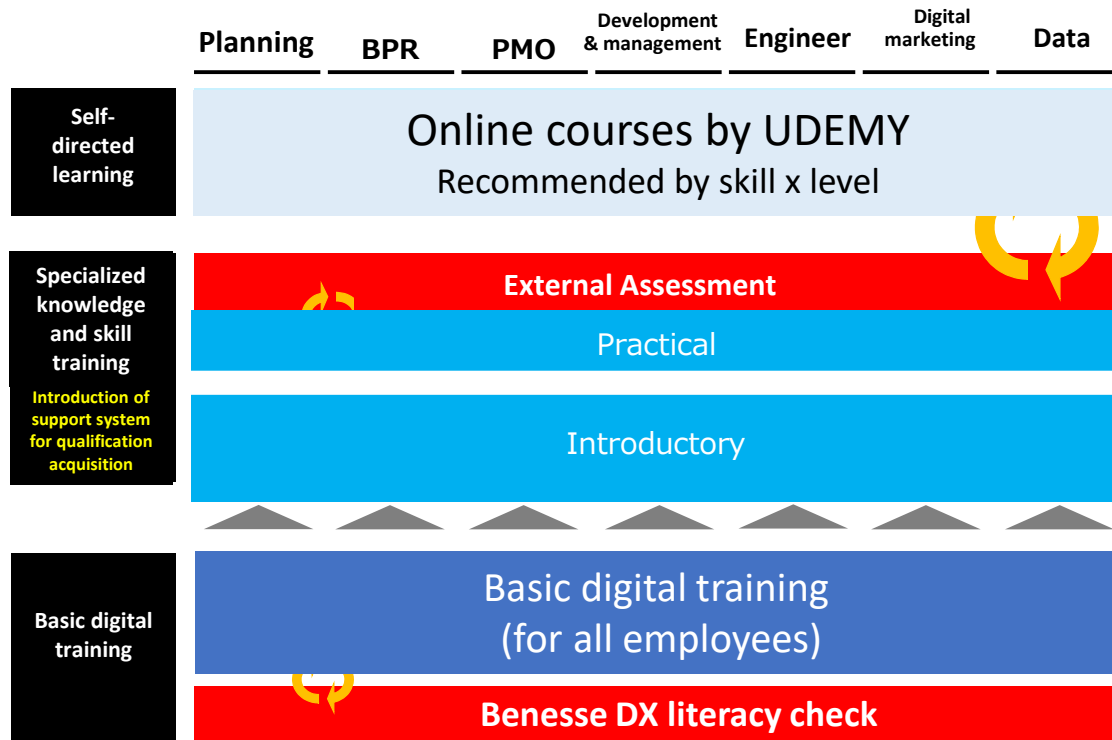 Planning
BPR
PMO
Development
& management
Engineer
Digital
marketing
Data
Self-
directed
learning
Online courses by UDEMY
Recommended by skill x level
Specialized
knowledge
and skill
training
Introduction of
support system
for qualification
acquisition
External Assessment
Practical
Introductory
Basic digital
training
Basic digital training
(for all employees)
Benesse DX literacy check